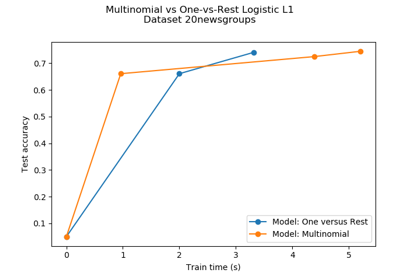 Multinomial vs One-vs-Rest Logistic L1
Dataset 20newsgroups
0.7
0.6
0.5
0.4
0.3
0.2
0.1
Test accuracy
Model: One versus Rest
Model: Multinomial
0 1 2 3 4 5
Train time (s)